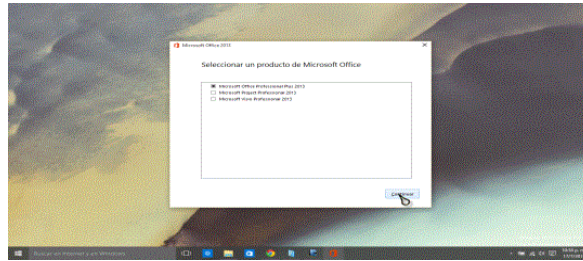 Microsoft Office 2013
Seleccionar un producto de Microsoft Office
Microsoft Office Professional Plus 2013
Microsoft Project Professional 2013
Microsoft Visio Professional 2013
Continuar
Buscar en Internet y en Windows